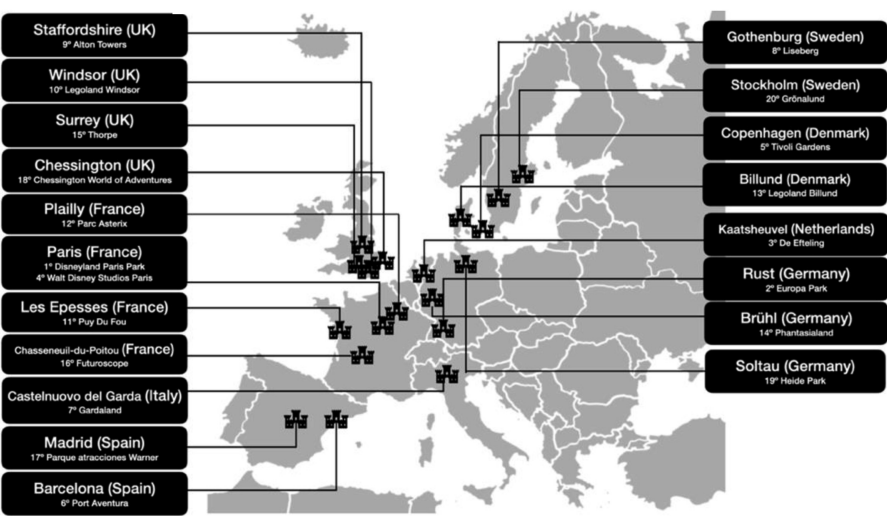 Staffordshire (UK)
9º Alton Towers
Windsor (UK)
10º Legoland Windsor
Surrey (UK)
15º Thorpe
Chessington (UK)
18º Chessington World of Adventures
Plailly (France)
12º Parc Asterix
Paris (France)
1º Disneyland Paris Park
4º Walt Disney Studios Paris
Les Epesses (France)
11º Puy Du Fou
Chasseneuil-du-Poitou (France)
16º Futuroscope
Castelnuovo del Garda (Italy)
7º Gardaland
Madrid (Spain)
17º Parque atracciones Warner
Barcelona (Spain)
6º Port Aventura
Gothenburg (Sweden)
8º Liseberg
Stockholm (Sweden)
20º Grönalund
Copenhagen (Denmark)
5º Tivoli Gardens
Billund (Denmark)
13º Legoland Billund
Kaatsheuvel (Netherlands)
3º De Efteling
Rust (Germany)
2º Europa Park
Brühl (Germany)
14º Phantasialand
Soltau (Germany)
19º Heide Park